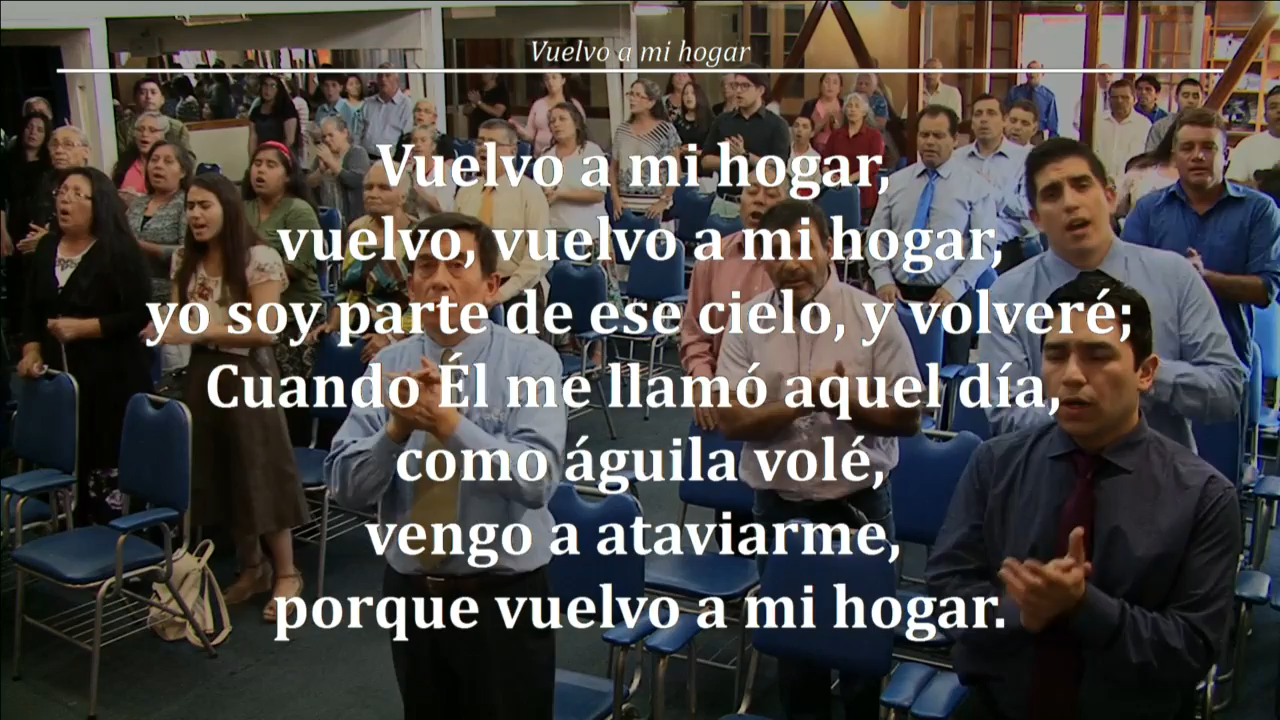 Vuelvo a mi hogar
Vuelvo a mi hogar,
vuelvo, vuelvo a mi hogar,
yo soy parte de ese cielo, y volveré;
Cuando Él me llamó aquel día,
como águila volé,
vengo a ataviarme,
porque vuelvo a mi hogar.